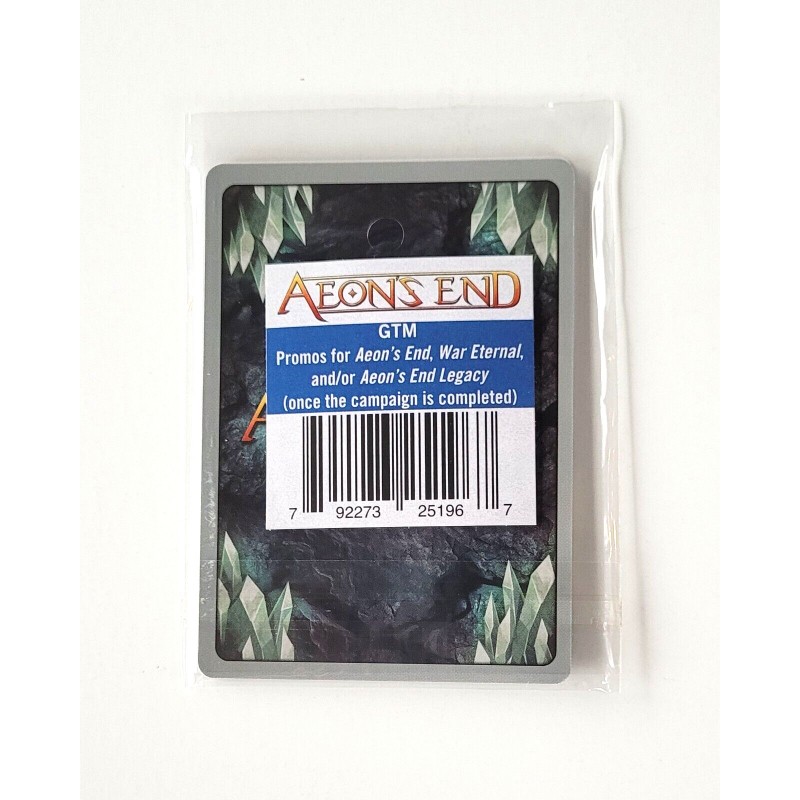 AEON'S END
GTM
Promos for Aeon's End, War Eternal,
and/or Aeon's End Legacy
(once the campaign is completed)
7 92273 25196 7
A